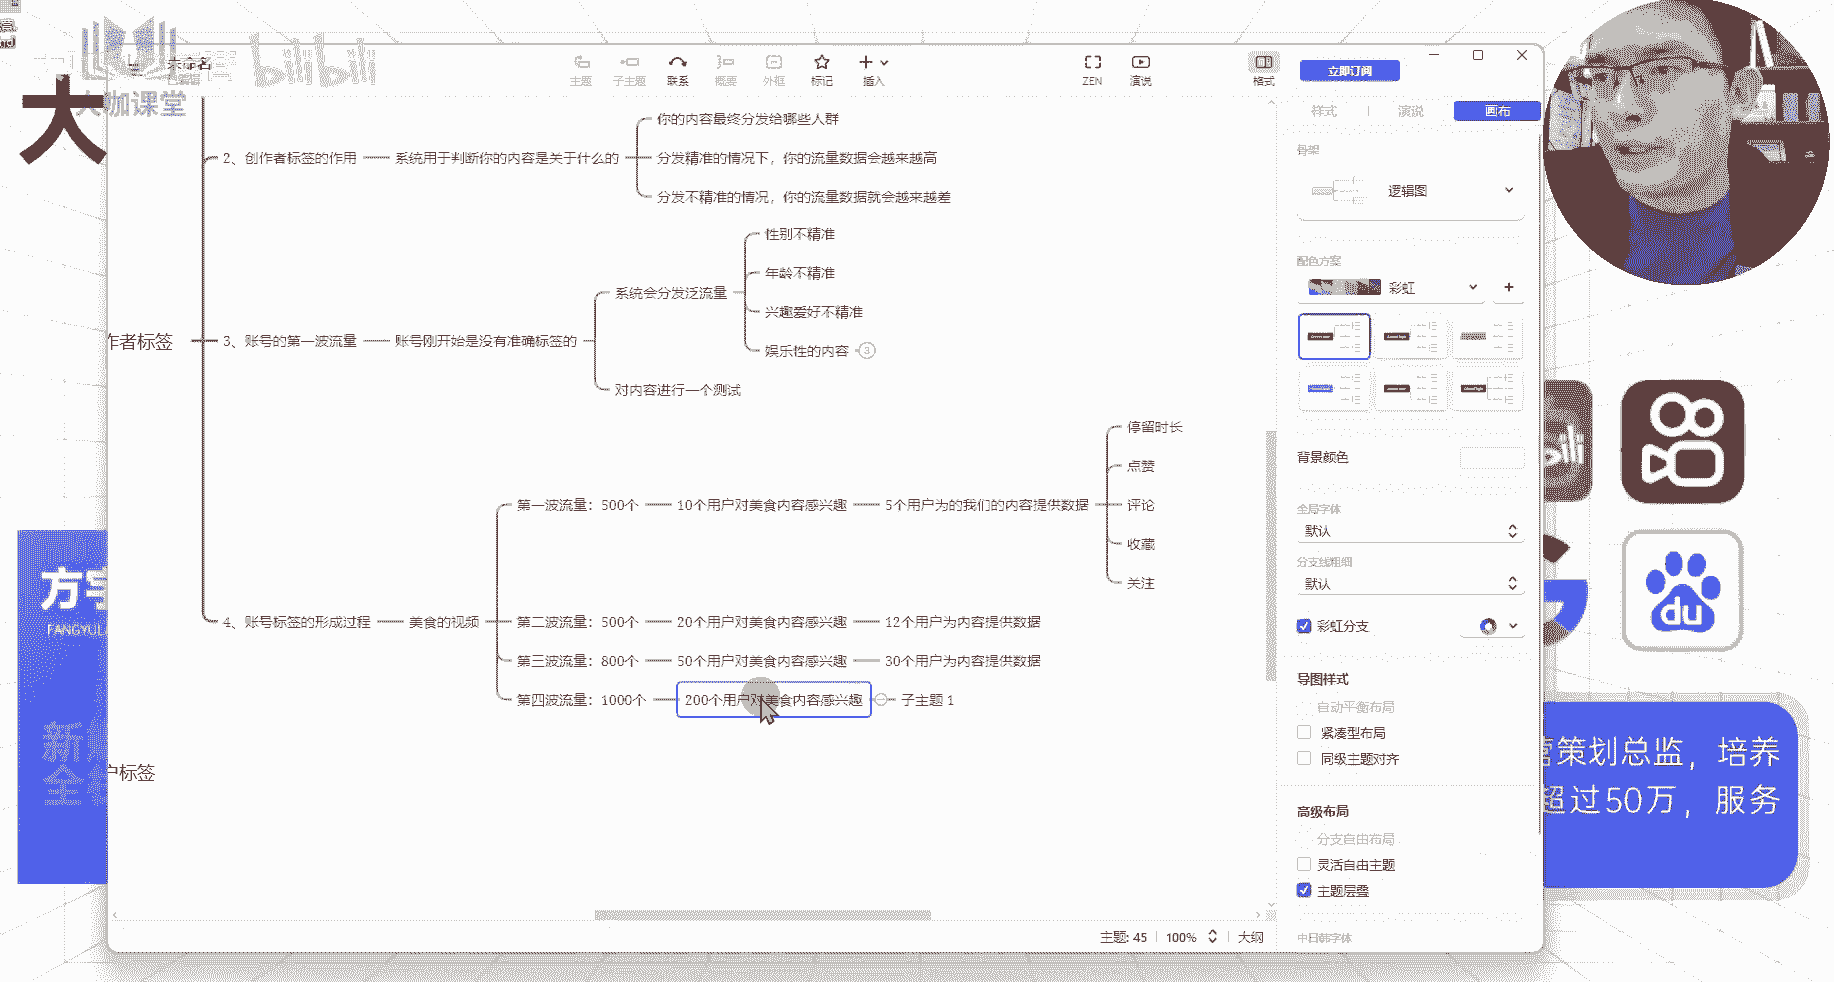 未命名
bilibili
大咖课堂
大
主题
子主题
联系
概要
外框
标记
插入
ZEN
演说
格式
立即订阅
样式
演说
画布
你的内容最终分发给哪些人群
2、创作者标签的作用
系统用于判断你的内容是关于什么的
分发精准的情况下，你的流量数据会越来越高
分发不精准的情况，你的流量数据就会越来越差
性别不精准
年龄不精准
系统会分发泛流量
兴趣爱好不精准
作者标签
3、账号的第一波流量
账号刚开始是没有准确标签的
娱乐性的内容
3
对内容进行一个测试
停留时长
点赞
第一波流量：500个
10个用户对美食内容感兴趣
5个用户为的我们的内容提供数据
评论
收藏
关注
4、账号标签的形成过程
美食的视频
第二波流量：500个
20个用户对美食内容感兴趣
12个用户为内容提供数据
第三波流量：800个
50个用户对美食内容感兴趣
30个用户为内容提供数据
第四波流量：1000个
200个用户对美食内容感兴趣
子主题 1
户标签
骨架
逻辑图
配色方案
彩虹
背景颜色
全局字体
默认
分支线粗细
默认
彩虹分支
导图样式
自动平衡布局
紧凑型布局
同级主题对齐
高级布局
分支自由布局
灵活自由主题
主题层叠
中日韩字体
主题: 45
100%
大纲
方宇
FANGYU
新
全
du
营策划总监，培养
超过50万，服务